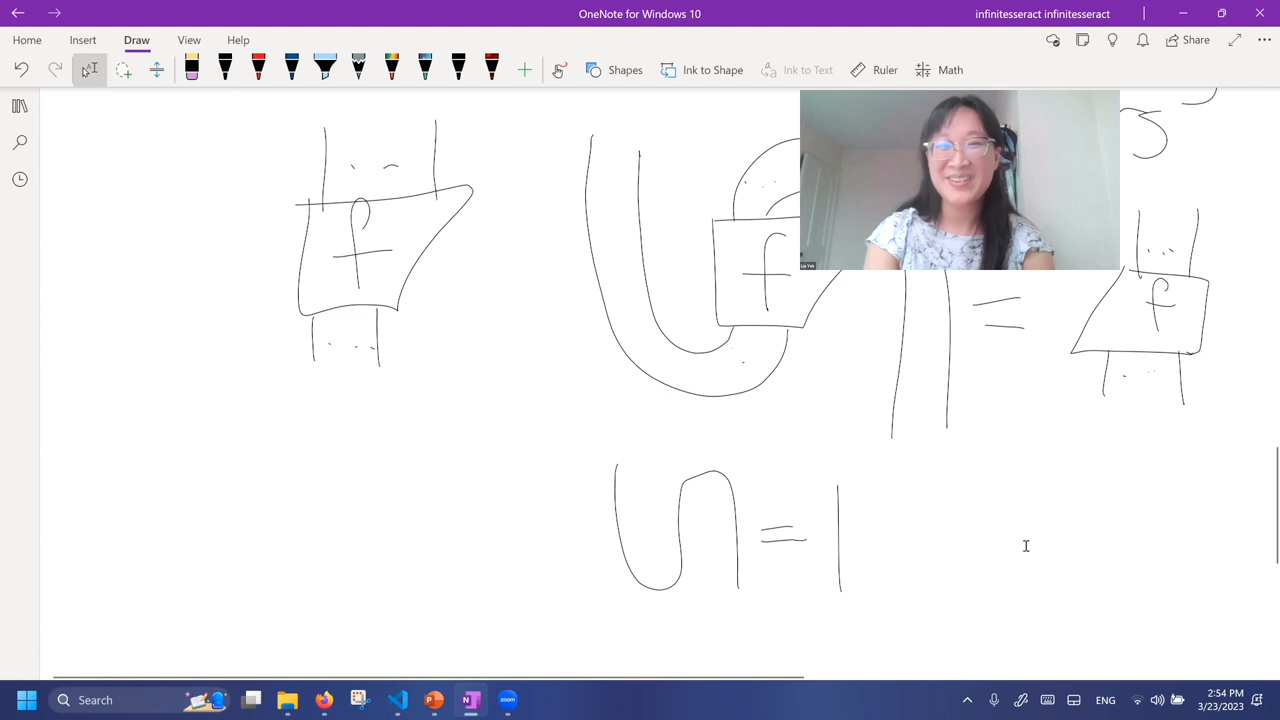 OneNote for Windows 10
infinitesseract infinitesseract
Home
Insert
Draw
View
Help
Share
Shapes
Ink to Shape
Ink to Text
Ruler
Math
f
f
=
f
=
Search
ENG
2:54 PM
3/23/2023